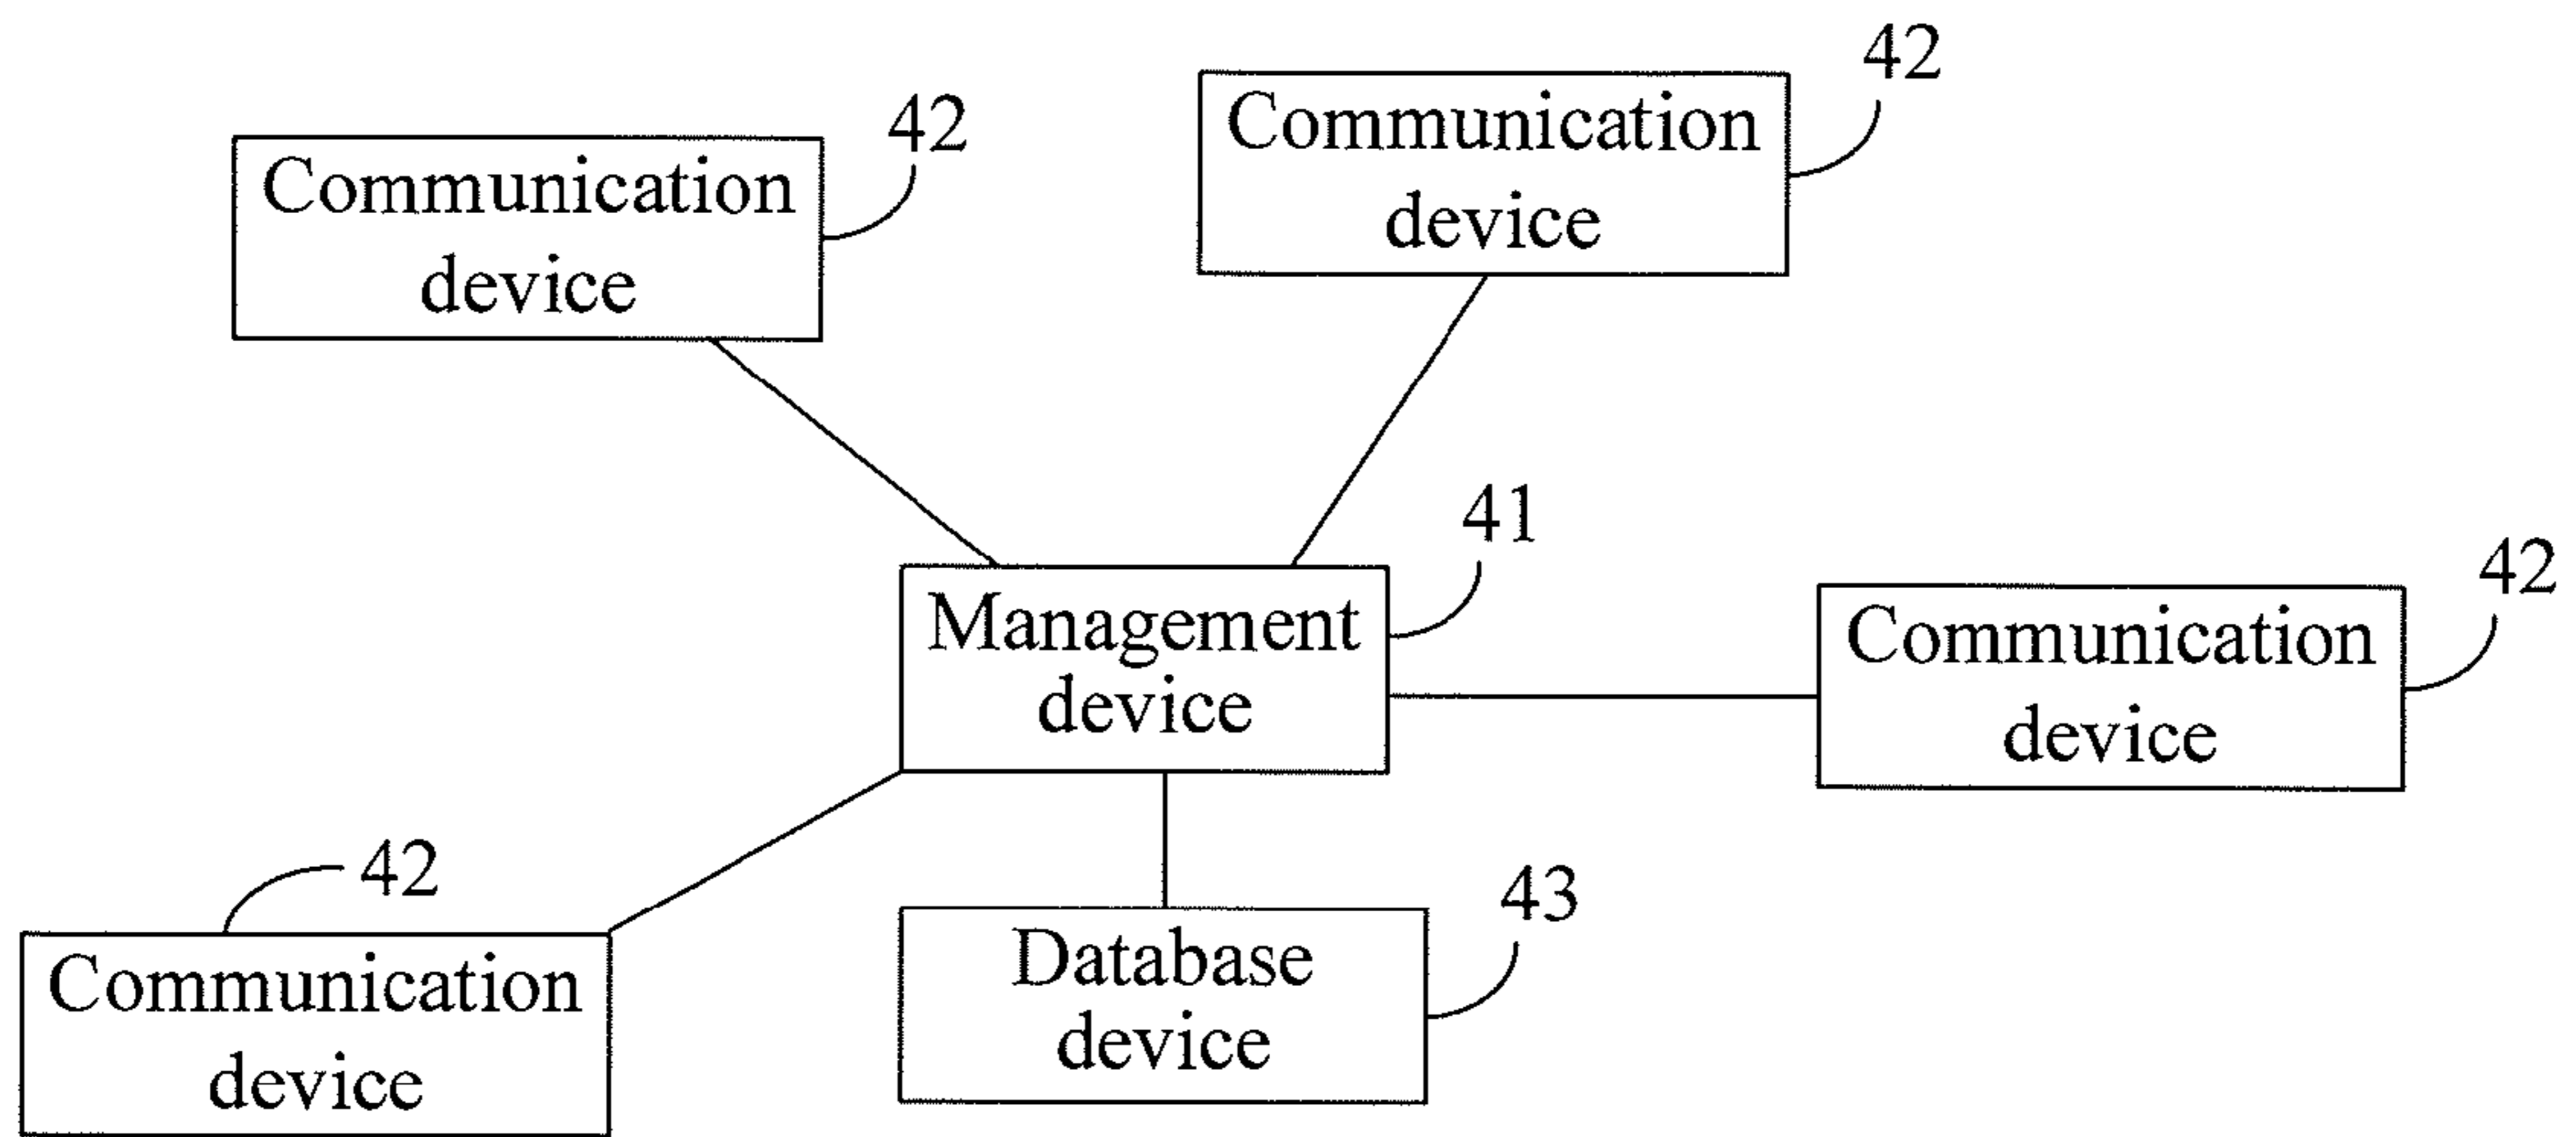 42
Communication
device
42
Communication
device
41
Management
device
42
Communication
device
42
Communication
device
43
Database
device